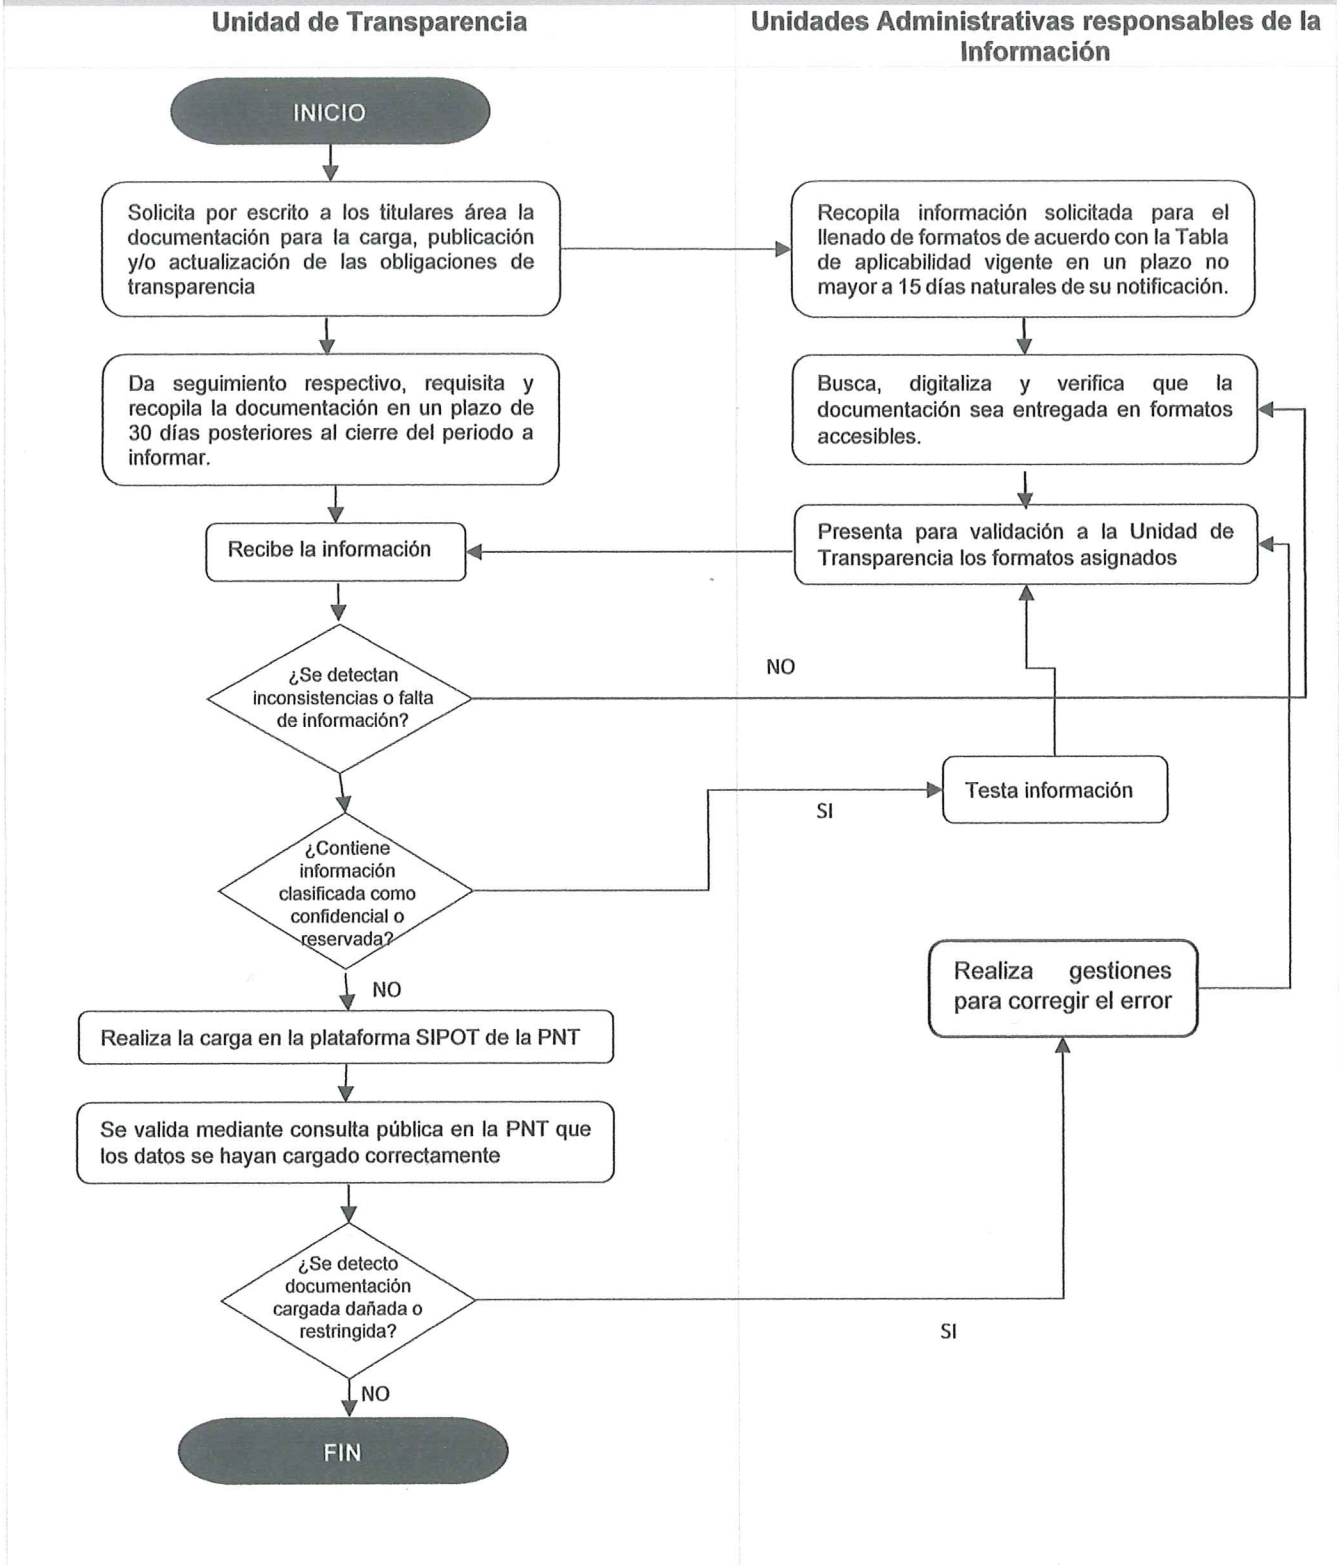 Unidad de Transparencia
Unidades Administrativas responsables de la
Información
INICIO
Solicita por escrito a los titulares área la
documentación para la carga, publicación
y/o actualización de las obligaciones de
transparencia
Recopila información solicitada para el
llenado de formatos de acuerdo con la Tabla
de aplicabilidad vigente en un plazo no
mayor a 15 días naturales de su notificación.
Da seguimiento respectivo, requisita y
recopila la documentación en un plazo de
30 días posteriores al cierre del periodo a
informar.
Busca, digitaliza y verifica que la
documentación sea entregada en formatos
accesibles.
Recibe la información
Presenta para validación a la Unidad de
Transparencia los formatos asignados
¿Se detectan
inconsistencias o falta
de información?
NO
Testa información
SI
¿Contiene
información
clasificada como
confidencial o
reservada?
NO
Realiza gestiones
para corregir el error
Realiza la carga en la plataforma SIPOT de la PNT
Se valida mediante consulta pública en la PNT que
los datos se hayan cargado correctamente
¿Se detecto
documentación
cargada dañada o
restringida?
SI
NO
FIN